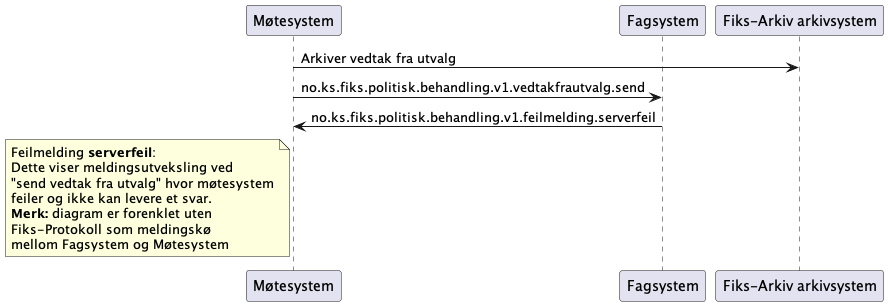 Møtesystem Fagsystem Fiks-Arkiv arkivsystem
Arkiver vedtak fra utvalg
no.ks.fiks.politisk.behandling.v1.vedtakfrautvalg.send
no.ks.fiks.politisk.behandling.v1.feilmelding.serverfeil
Feilmelding serverfeil:
Dette viser meldingsutveksling ved
"send vedtak fra utvalg" hvor møtesystem
feiler og ikke kan levere et svar.
Merk: diagram er forenklet uten
Fiks-Protokoll som meldingskø
mellom Fagsystem og Møtesystem
Møtesystem Fagsystem Fiks-Arkiv arkivsystem